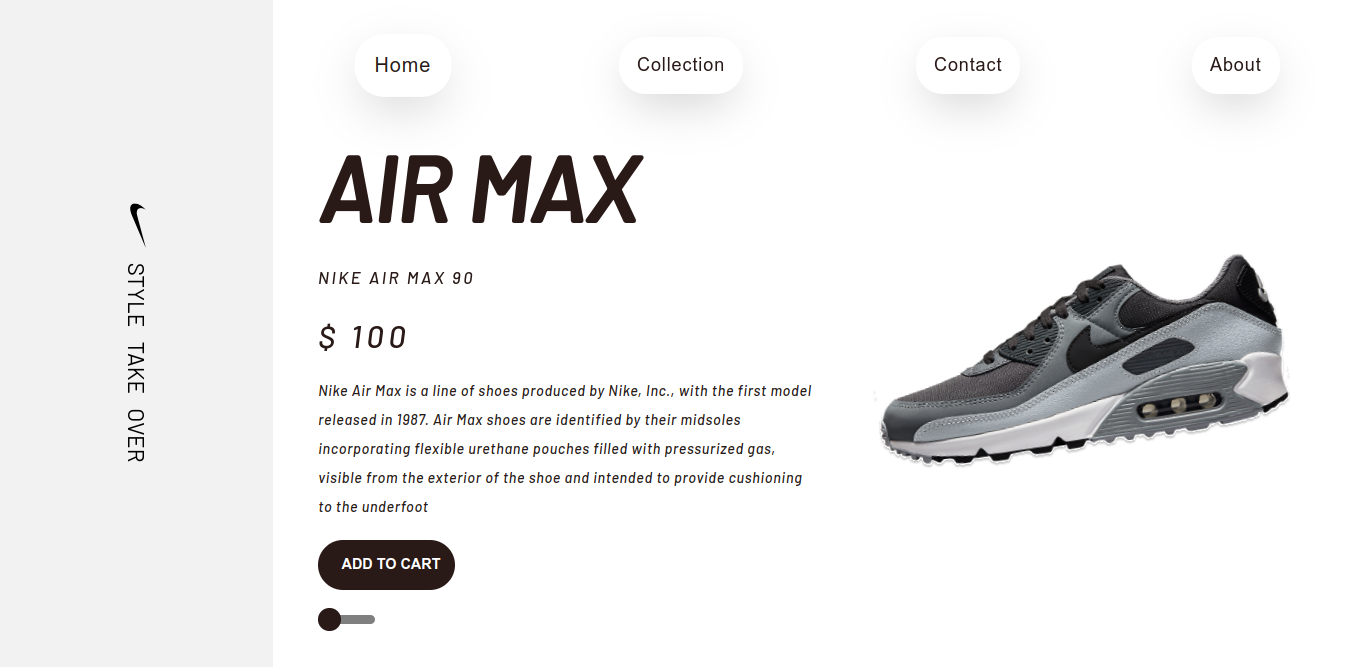 Home
Collection
Contact
About
AIR MAX
NIKE AIR MAX 90
$ 100
Nike Air Max is a line of shoes produced by Nike, Inc., with the first model
released in 1987. Air Max shoes are identified by their midsoles
incorporating flexible urethane pouches filled with pressurized gas,
visible from the exterior of the shoe and intended to provide cushioning
to the underfoot
ADD TO CART
STYLE TAKE OVER